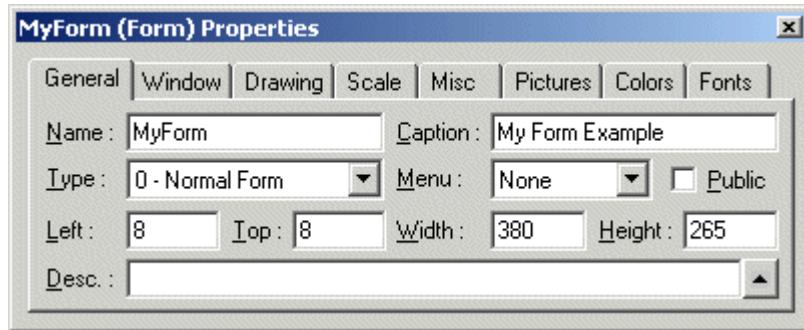 MyForm (Form) Properties
General Window Drawing Scale Misc Pictures Colors Fonts
Name : MyForm Caption : My Form Example
Type : 0 - Normal Form Menu : None Public
Left : 8 Top : 8 Width : 380 Height : 265
Desc. :